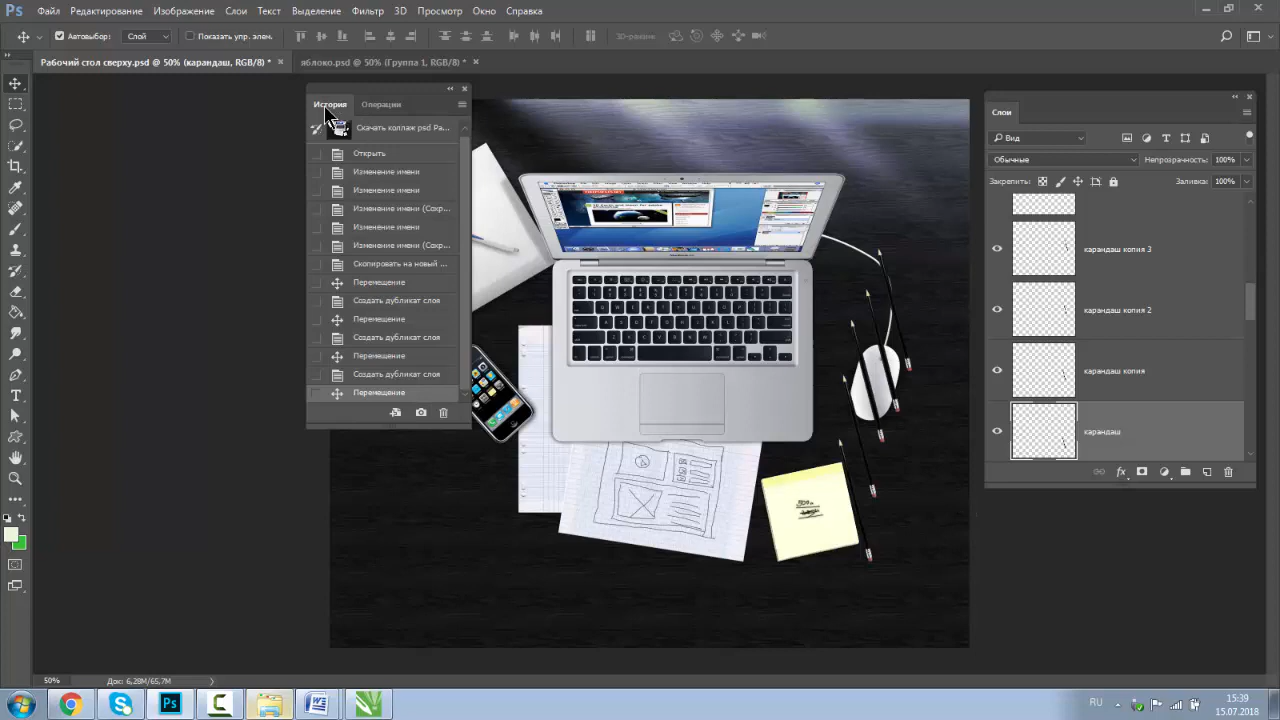 Ps Файл Редактирование Изображение Слои Текст Выделение Фильтр 3D Просмотр Окно Справка
Автовыбор: Слой Показать упр. элем. 3D-режим:
Рабочий стол сверху.psd @ 50% (карандаш, RGB/8) * яблоко.psd @ 50% (Группа 1, RGB/8) *
История Операции
Скачать коллаж psd Ра...
Открыть
Изменение имени
Изменение имени
Изменение имени (Сохр...
Изменение имени
Изменение имени (Сохр...
Скопировать на новый ...
Перемещение
Создать дубликат слоя
Перемещение
Создать дубликат слоя
Перемещение
Создать дубликат слоя
Перемещение
Слои
Вид
Обычные Непрозрачность: 100%
Заливка: 100%
карандаш копия 3
карандаш копия 2
карандаш копия
карандаш
50% Док: 6,28M/65,7M
Ps
RU
15:39
15.07.2018